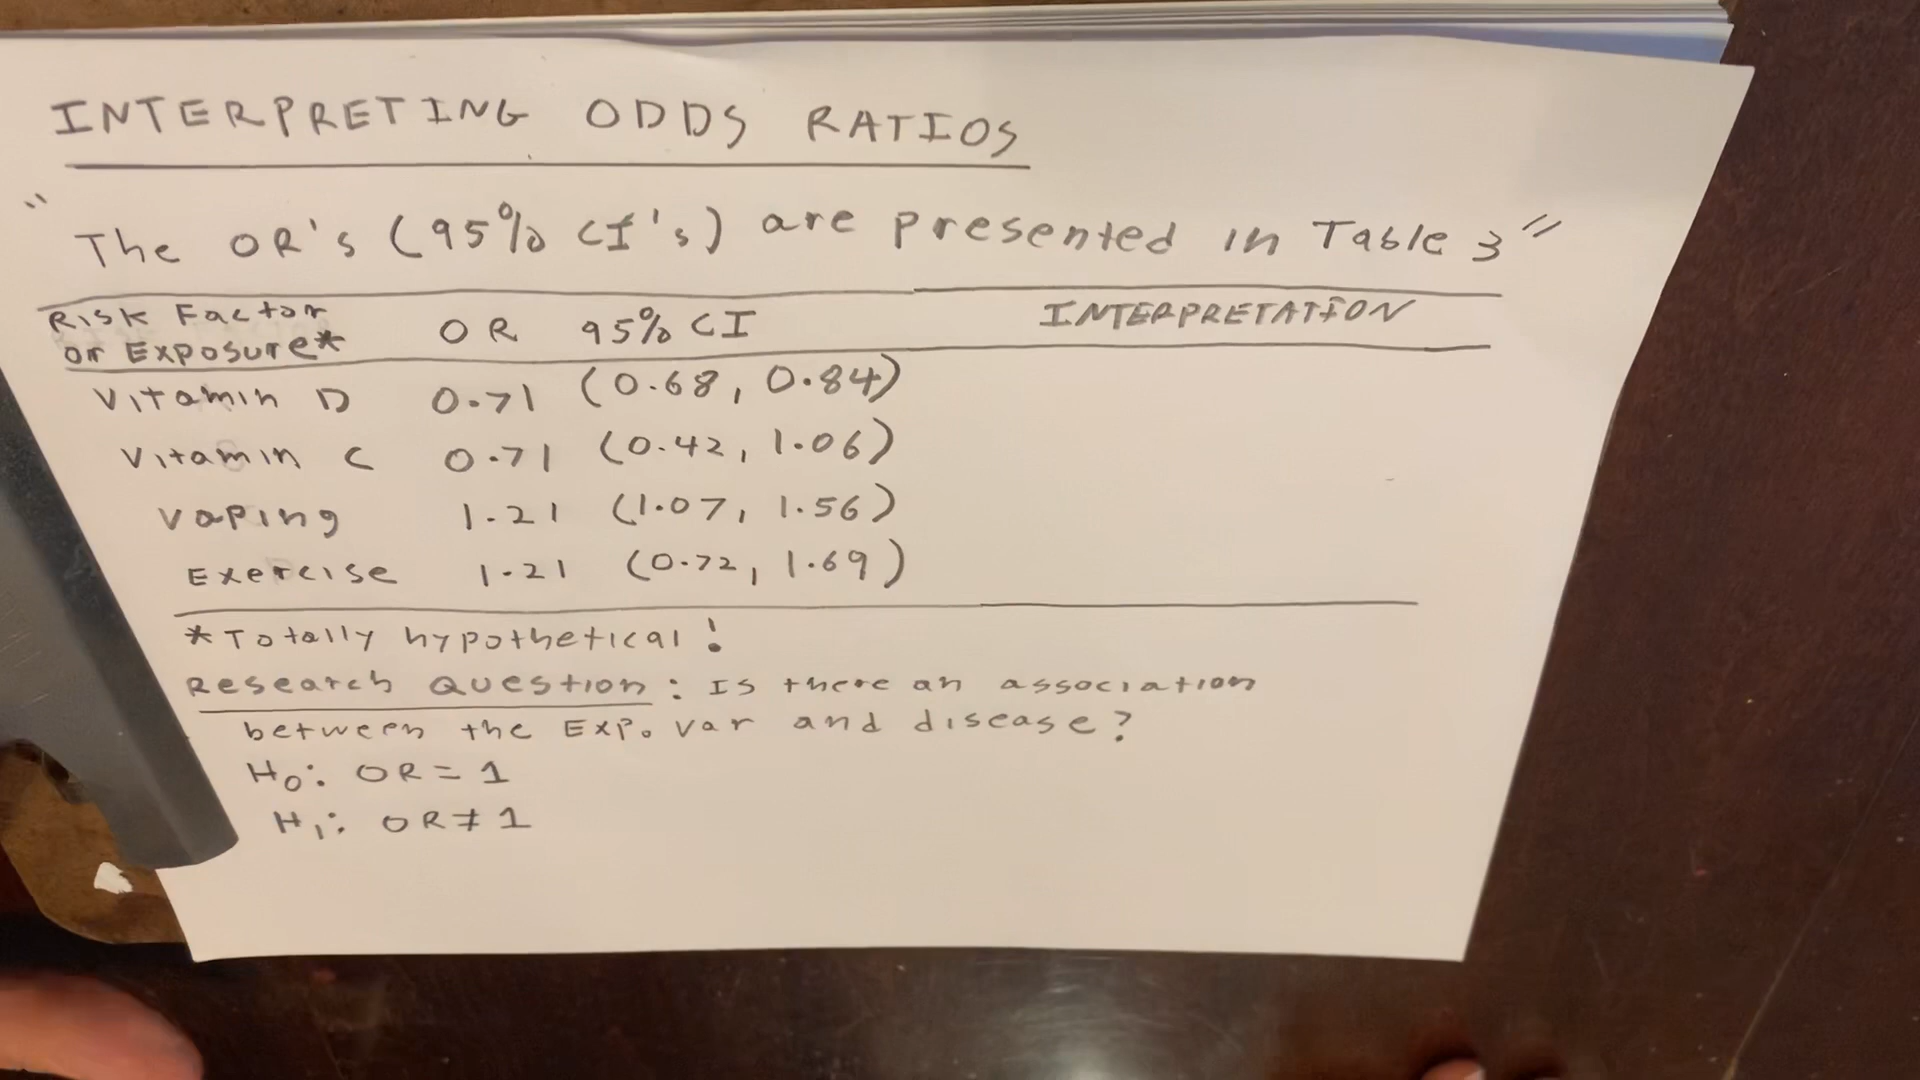 INTERPRETING ODDS RATIOS
"The OR's (95% CI's) are presented in Table 3"
Risk Factor or Exposure* OR 95% CI INTERPRETATION
Vitamin D 0.71 (0.68, 0.84)
Vitamin C 0.71 (0.42, 1.06)
Vaping 1.21 (1.07, 1.56)
Exercise 1.21 (0.72, 1.69)
*Totally hypothetical!
Research Question: Is there an association
between the Exp. var and disease?
H₀: OR = 1
H₁: OR ≠ 1